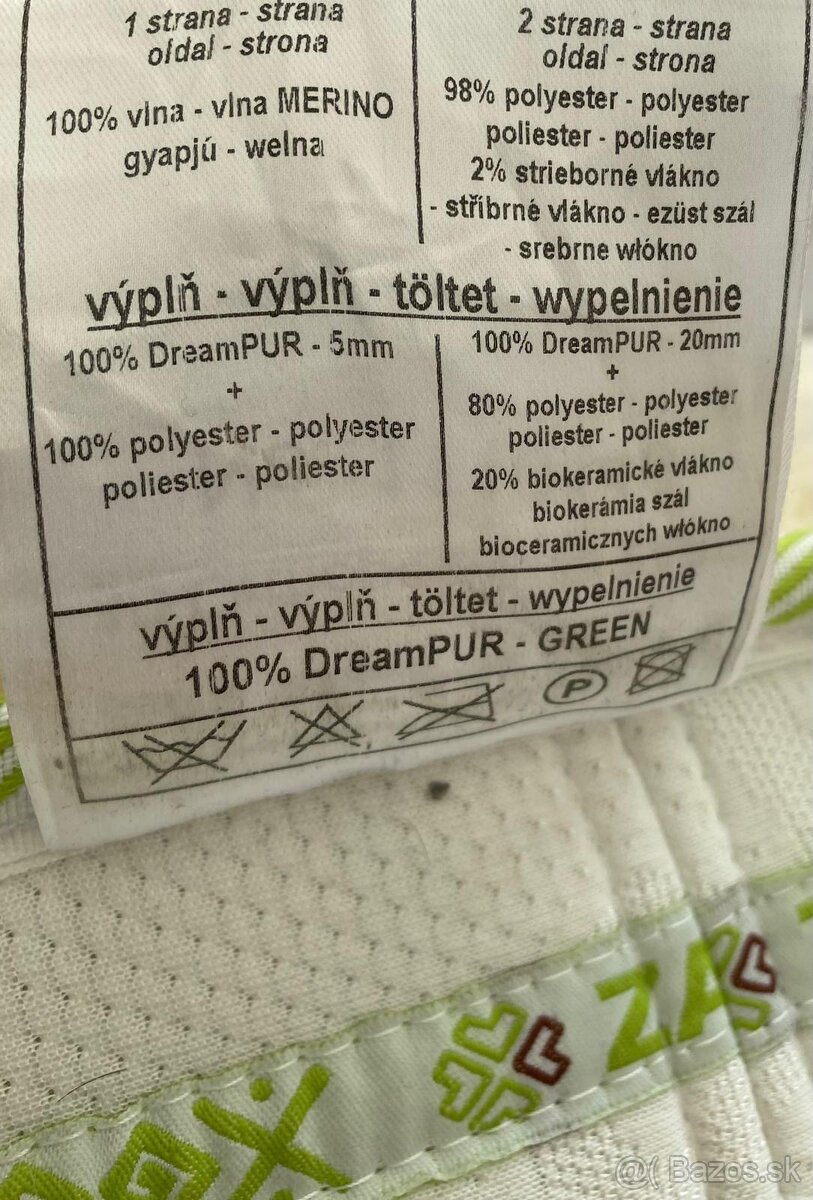 1 strana - strana
oldal - strona
100% vlna - vlna MERINO
gyapjú - welna
2 strana - strana
oldal - strona
98% polyester - polyester
poliester - poliester
2% strieborné vlákno
- stříbrné vlákno - ezüst szál
- srebrne włókno
výplň - výplň - töltet - wypelnienie
100% DreamPUR - 5mm
+
100% polyester - polyester
poliester - poliester
100% DreamPUR - 20mm
+
80% polyester - polyester
poliester - poliester
20% biokeramické vlákno
biokerámia szál
bioceramicznych włókno
výplň - výplň - töltet - wypelnienie
100% DreamPUR - GREEN
P
ZA
@( Bazos.sk